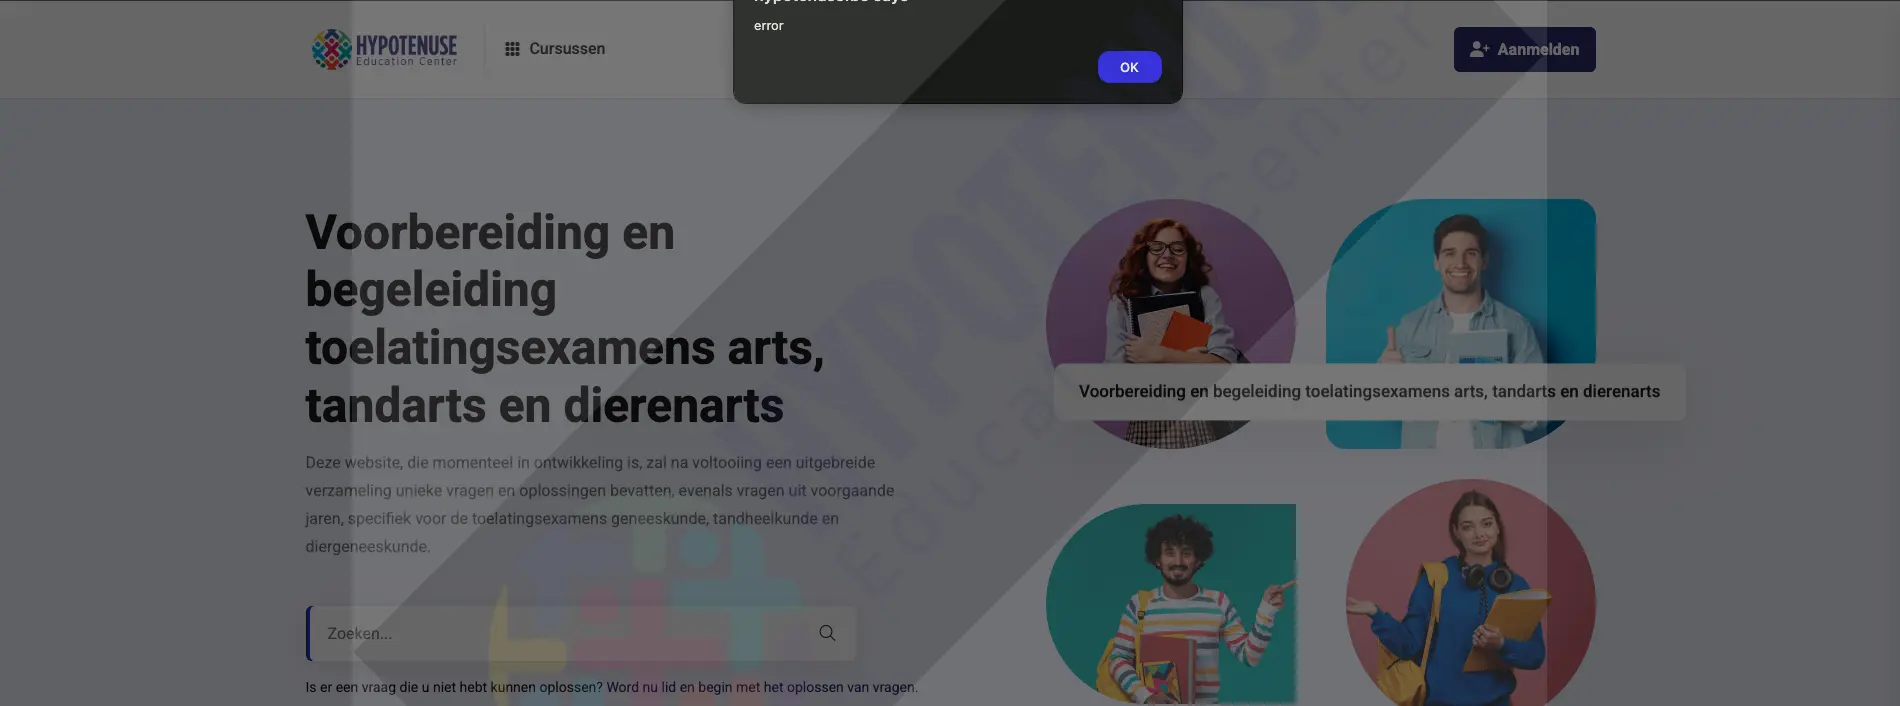 error
OK
HYPOTENUSE
Education Center
Cursussen
Aanmelden
Voorbereiding en
begeleiding
toelatingsexamens arts,
tandarts en dierenarts
Voorbereiding en begeleiding toelatingsexamens arts, tandarts en dierenarts
Deze website, die momenteel in ontwikkeling is, zal na voltooiing een uitgebreide
verzameling unieke vragen en oplossingen bevatten, evenals vragen uit voorgaande
jaren, specifiek voor de toelatingsexamens geneeskunde, tandheelkunde en
diergeneeskunde.
Zoeken...
Is er een vraag die u niet hebt kunnen oplossen? Word nu lid en begin met het oplossen van vragen.